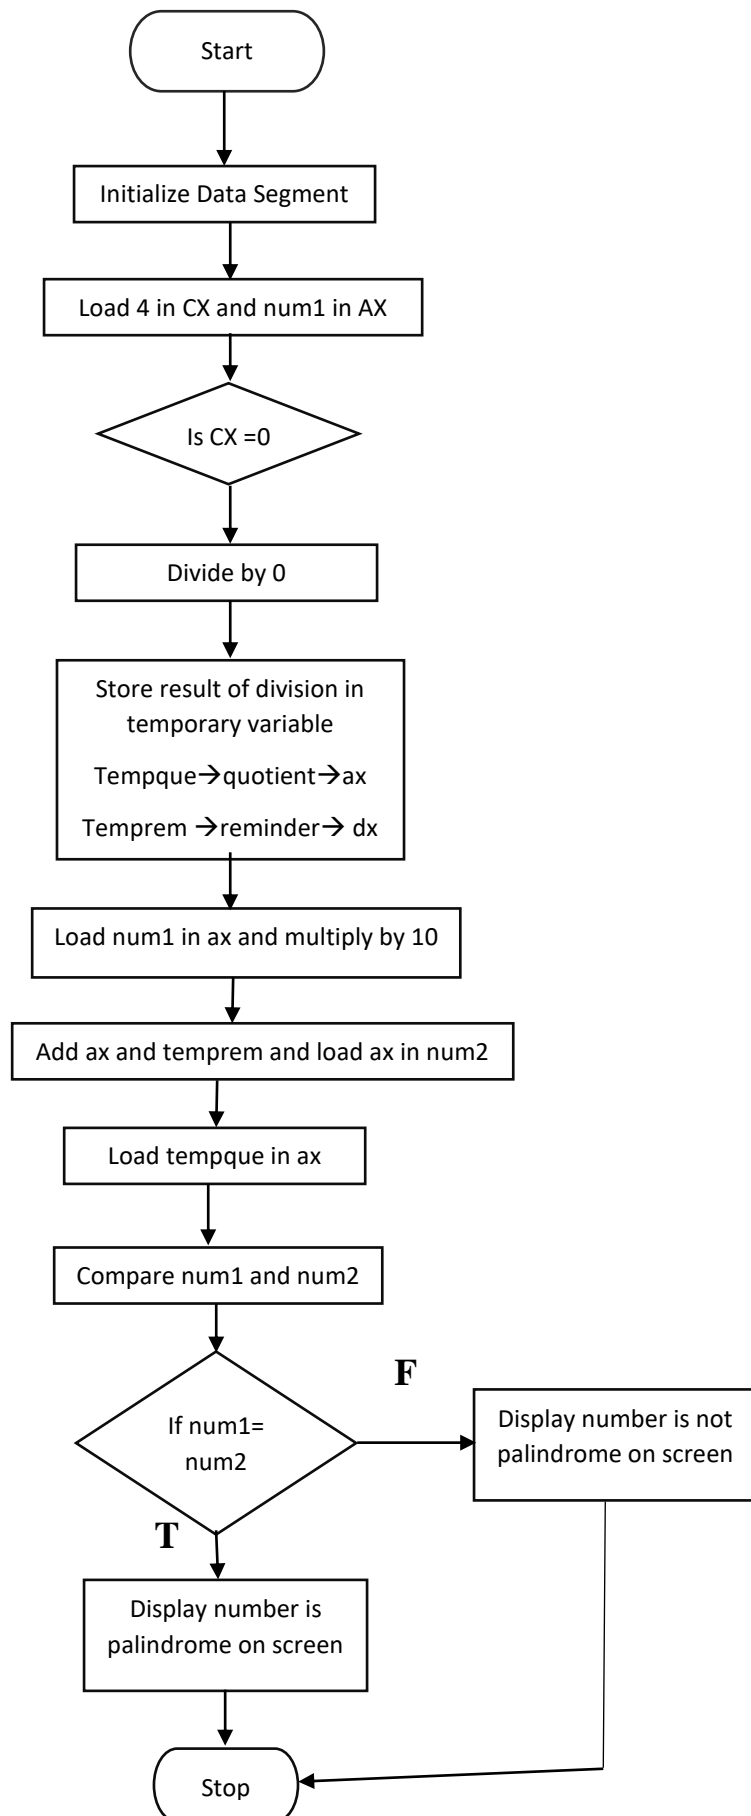 Start
Initialize Data Segment
Load 4 in CX and num1 in AX
Is CX =0
Divide by 0
Store result of division in
temporary variable
Tempque→quotient→ax
Temprem →reminder→ dx
Load num1 in ax and multiply by 10
Add ax and temprem and load ax in num2
Load tempque in ax
Compare num1 and num2
If num1=
num2
F
Display number is not
palindrome on screen
T
Display number is
palindrome on screen
Stop